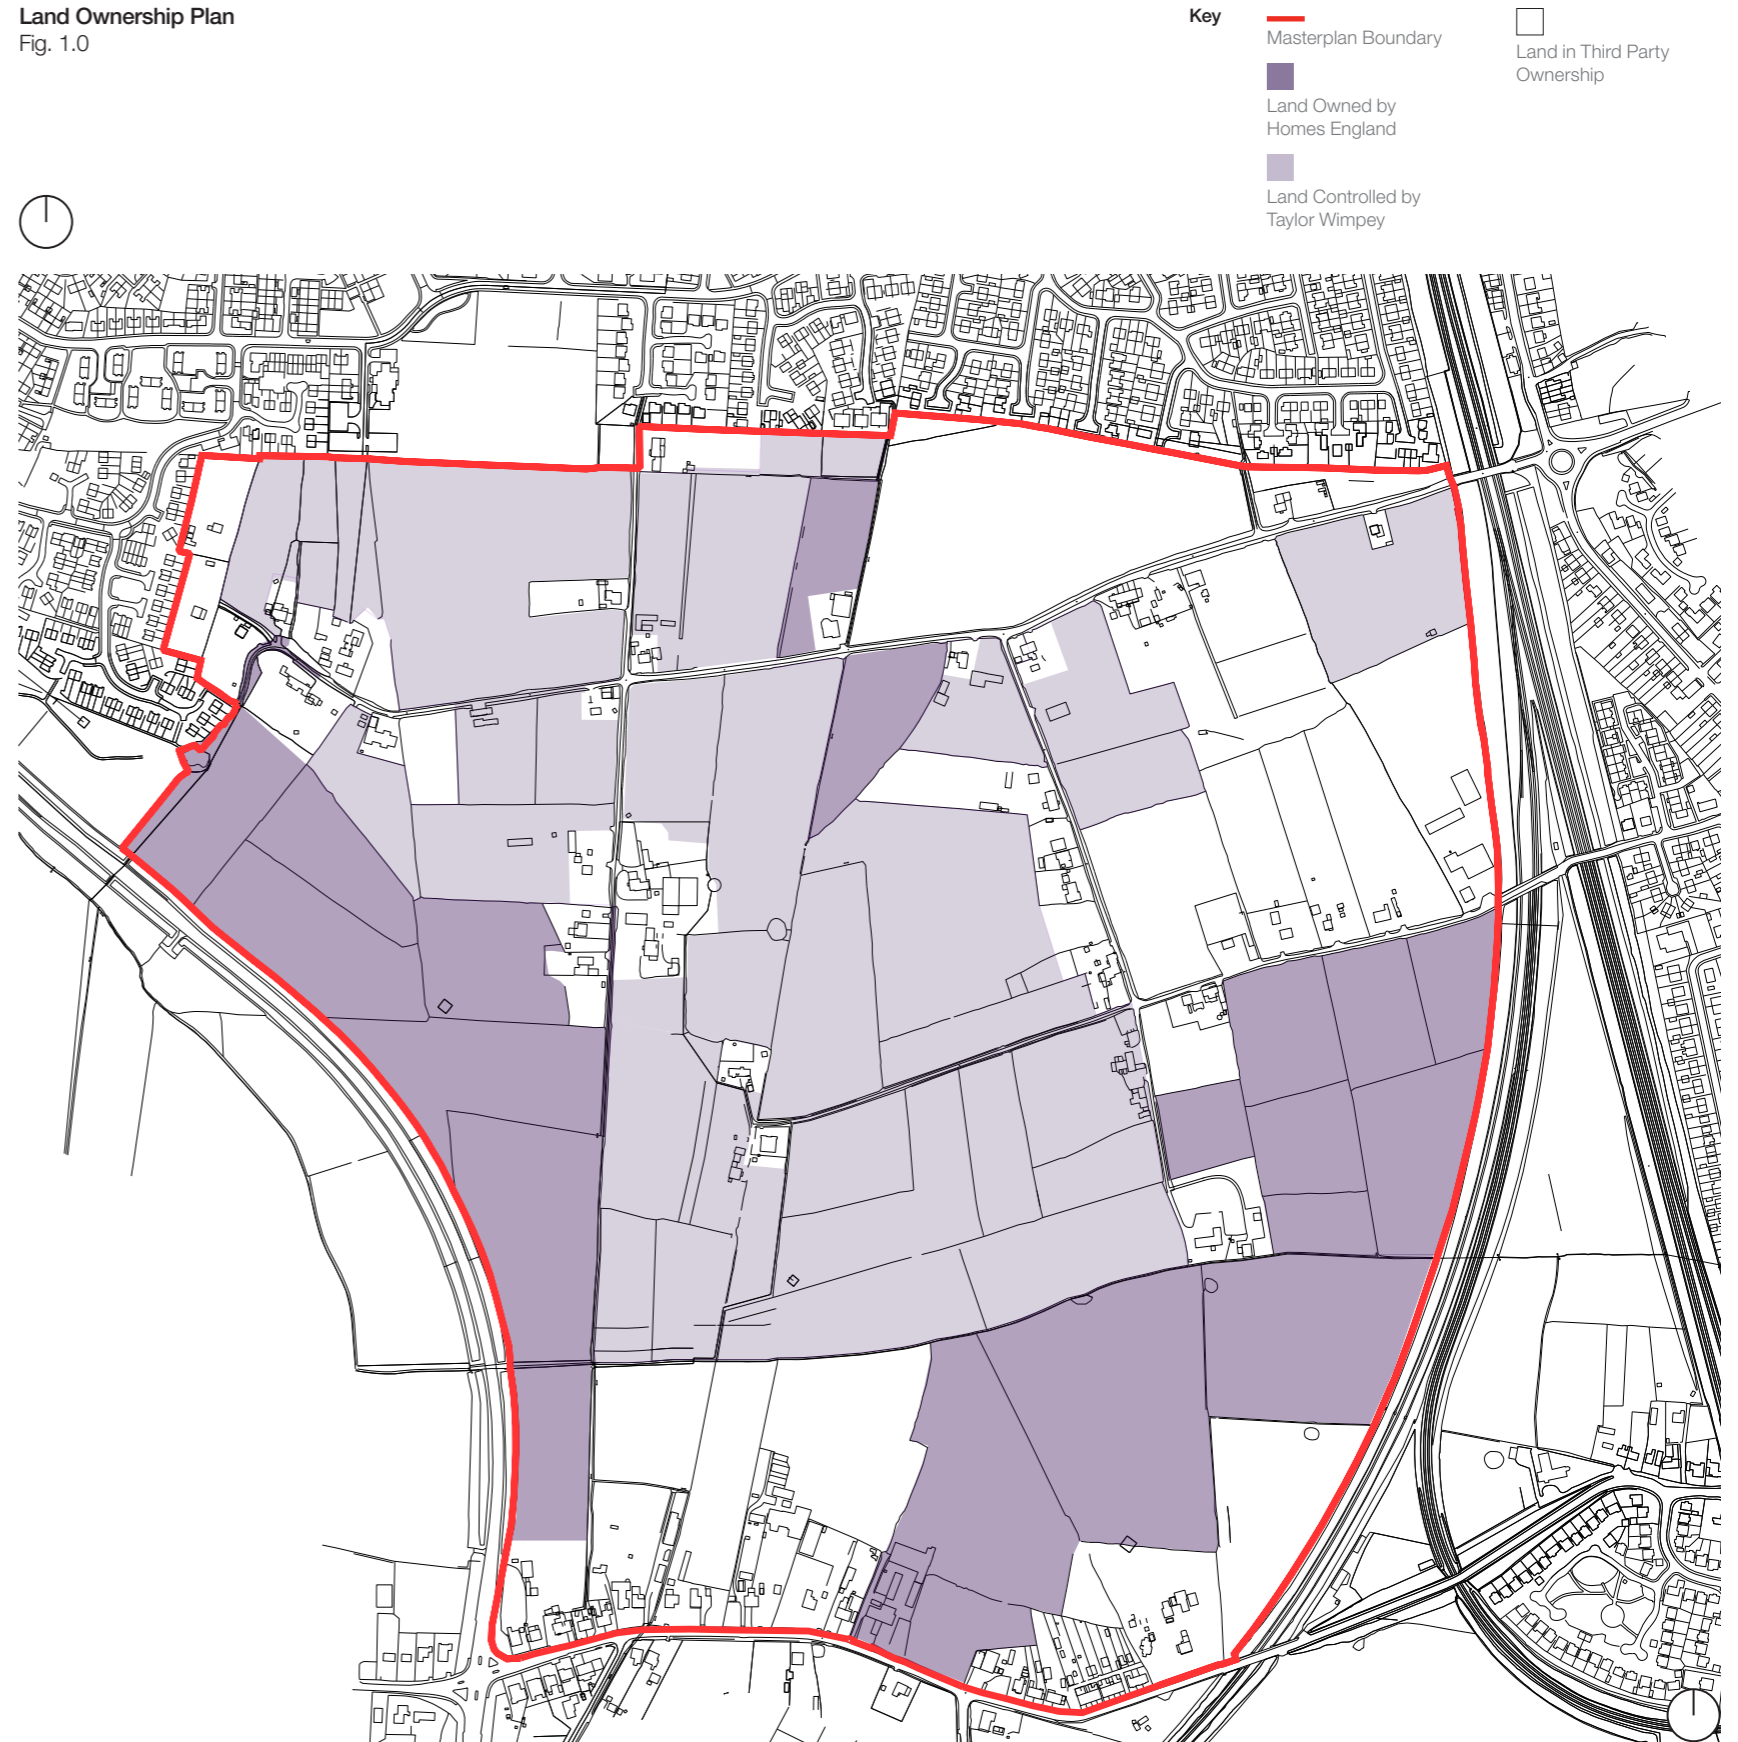 Land Ownership Plan
Fig. 1.0
Key
Masterplan Boundary
Land Owned by
Homes England
Land Controlled by
Taylor Wimpey
Land in Third Party
Ownership